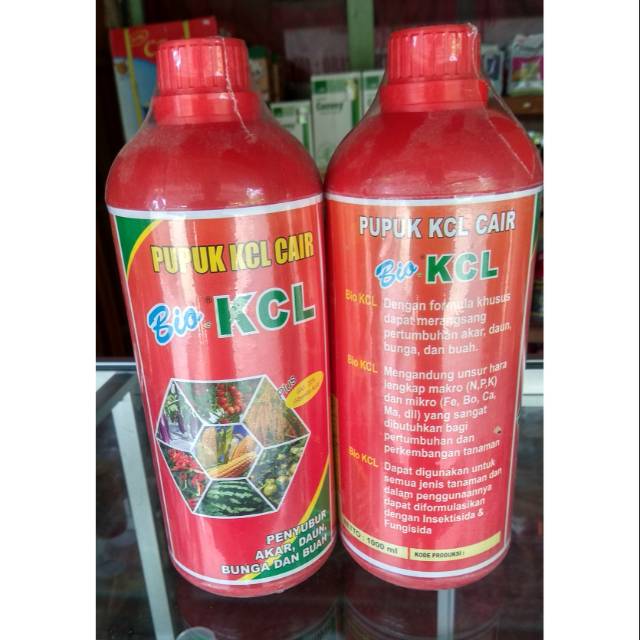 PUPUK KCL CAIR
Bio KCL
Plus
PENYUBUR
AKAR, DAUN,
BUNGA DAN BUAH
PUPUK KCL CAIR
Bio KCL
Bio KCL Dengan formula khusus
dapat merangsang
pertumbuhan akar, daun,
bunga, dan buah.
Bio KCL Mengandung unsur hara
lengkap makro (N,P,K)
dan mikro (Fe, Bo, Ca,
Ma, dll) yang sangat
dibutuhkan bagi
pertumbuhan dan
perkembangan tanaman
Bio KCL Dapat digunakan untuk
semua jenis tanaman dan
dalam penggunaannya
dapat diformulasikan
dengan Insektisida &
Fungisida
- 1000 ml
KODE PRODUKSI :